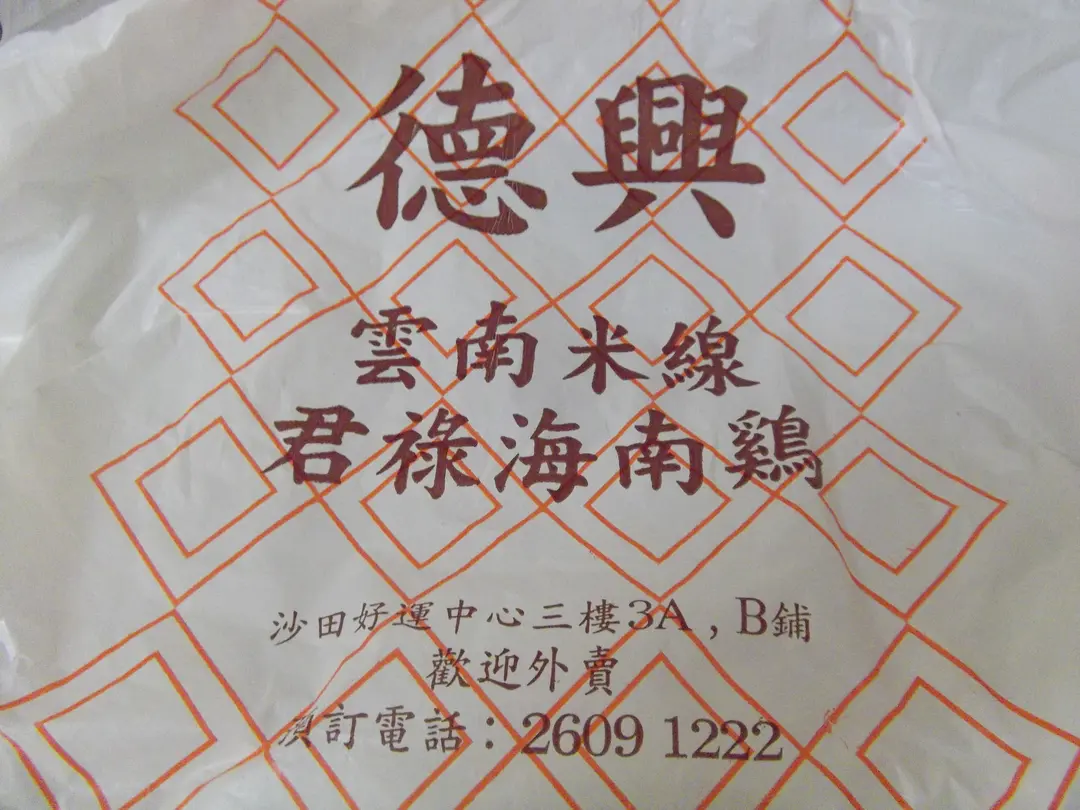 德興
雲南米線
君祿海南鷄
沙田好運中心三樓3A , B鋪
歡迎外賣
預訂電話：2609 1222